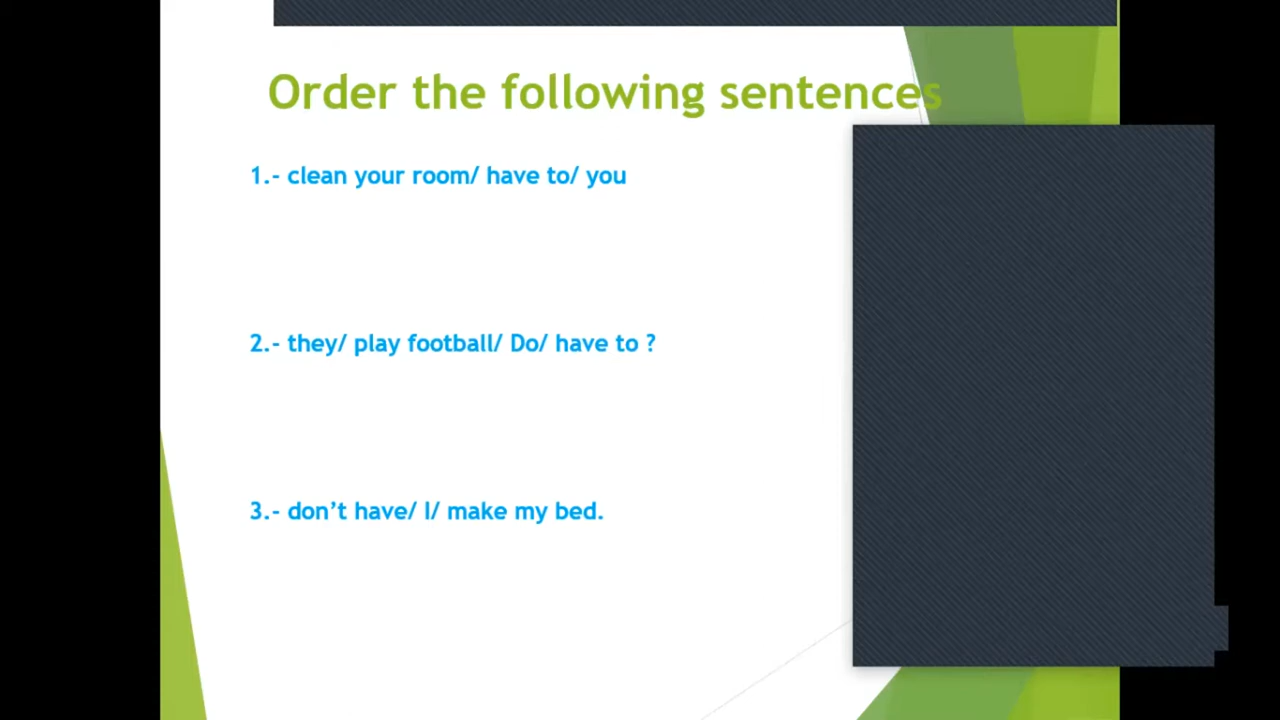 Order the following sentences
1.- clean your room/ have to/ you
2.- they/ play football/ Do/ have to ?
3.- don’t have/ I/ make my bed.